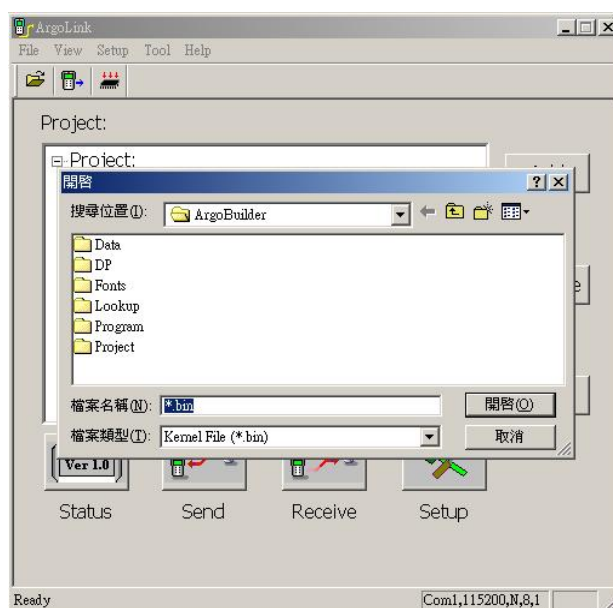 ArgoLink
File View Setup Tool Help
Project:
Project:
開啓
搜尋位置(I): ArgoBuilder
Data
DP
Fonts
Lookup
Program
Project
檔案名稱(N): *.bin 開啓(O)
檔案類型(T): Kernel File (*.bin) 取消
Ver 1.0
Status Send Receive Setup
Ready Com1,115200,N,8,1